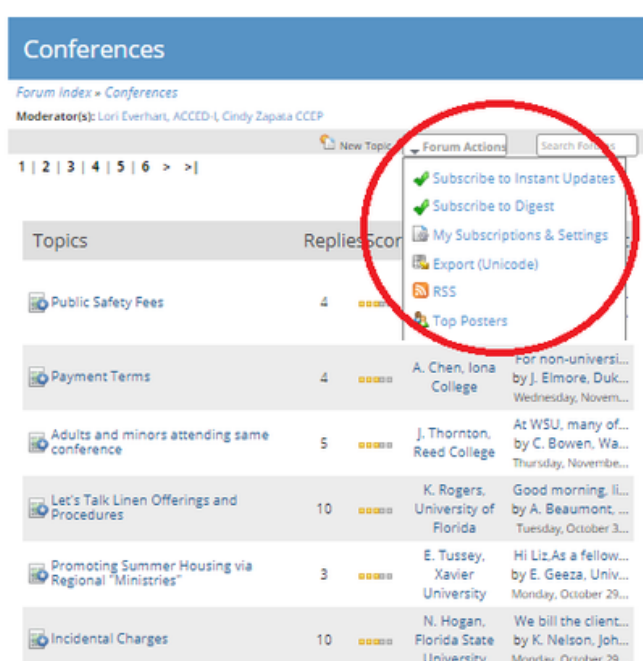 Conferences
Forum Index » Conferences
Moderator(s): Lori Everhart, ACCED-I, Cindy Zapata CCEP
New Topic Forum Actions Search Forums
1 | 2 | 3 | 4 | 5 | 6 > >|
Subscribe to Instant Updates
Subscribe to Digest
My Subscriptions & Settings
Export (Unicode)
RSS
Top Posters
Topics Replies Scor
Public Safety Fees 4
Payment Terms 4
A. Chen, Iona
College
For non-universi...
by J. Elmore, Duk...
Wednesday, Novem...
Adults and minors attending same
conference
5
J. Thornton,
Reed College
At WSU, many of...
by C. Bowen, Wa...
Thursday, Novembe...
Let's Talk Linen Offerings and
Procedures
10
K. Rogers,
University of
Florida
Good morning, li...
by A. Beaumont, ...
Tuesday, October 3...
Promoting Summer Housing via
Regional "Ministries"
3
E. Tussey,
Xavier
University
Hi Liz,As a fellow...
by E. Geeza, Univ...
Monday, October 29...
Incidental Charges
10
N. Hogan,
Florida State
University
We bill the client...
by K. Nelson, Joh...
Monday, October 29...